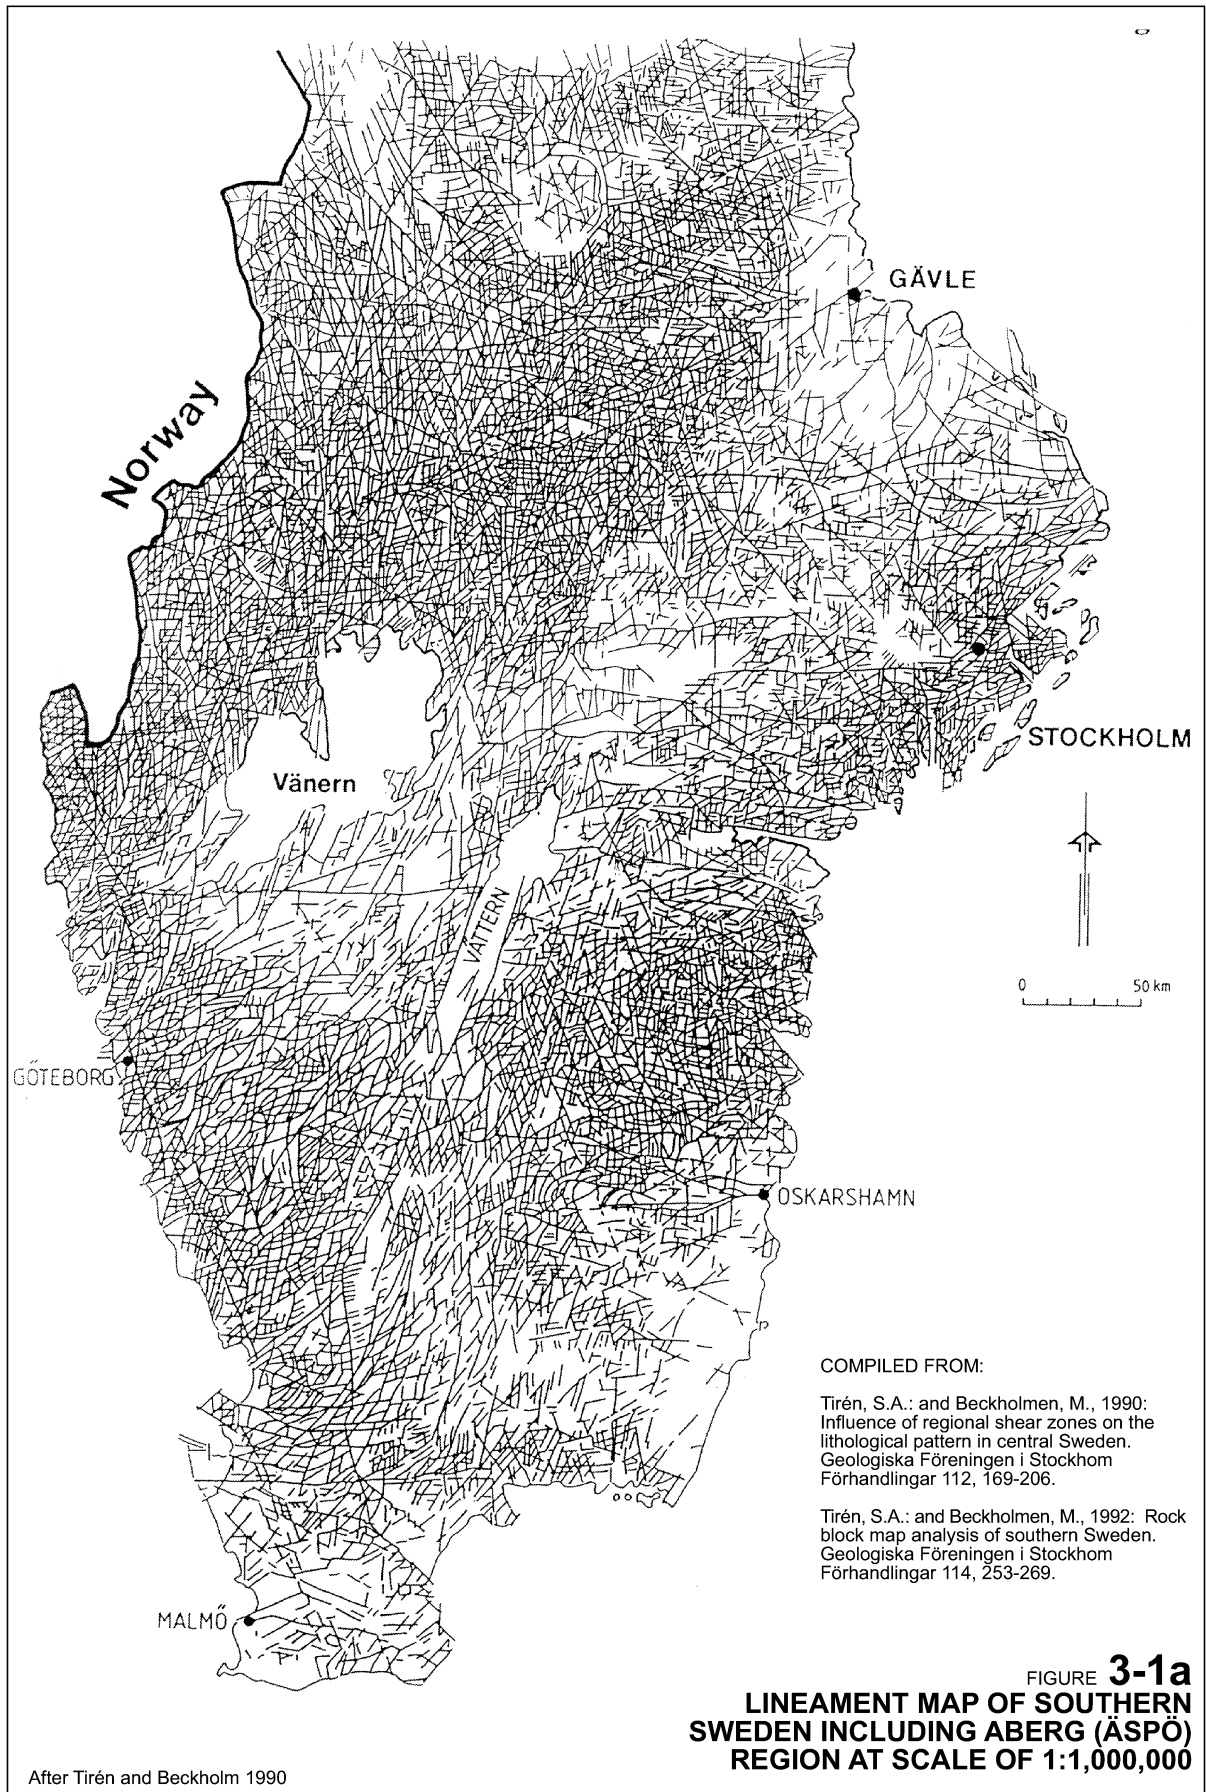 GÄVLE
Norway
STOCKHOLM
Vänern
VÄTTERN
0 50 km
GÖTEBORG
OSKARSHAMN
COMPILED FROM:
Tirén, S.A.: and Beckholmen, M., 1990:
Influence of regional shear zones on the
lithological pattern in central Sweden.
Geologiska Föreningen i Stockhom
Förhandlingar 112, 169-206.
Tirén, S.A.: and Beckholmen, M., 1992: Rock
block map analysis of southern Sweden.
Geologiska Föreningen i Stockhom
Förhandlingar 114, 253-269.
MALMÖ
FIGURE 3-1a
LINEAMENT MAP OF SOUTHERN
SWEDEN INCLUDING ABERG (ÄSPÖ)
REGION AT SCALE OF 1:1,000,000
After Tirén and Beckholm 1990